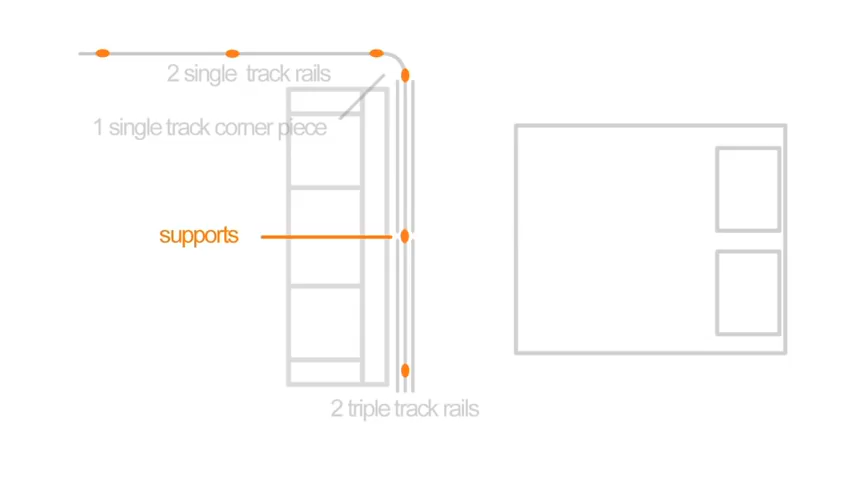 2 single track rails
1 single track corner piece
supports
2 triple track rails